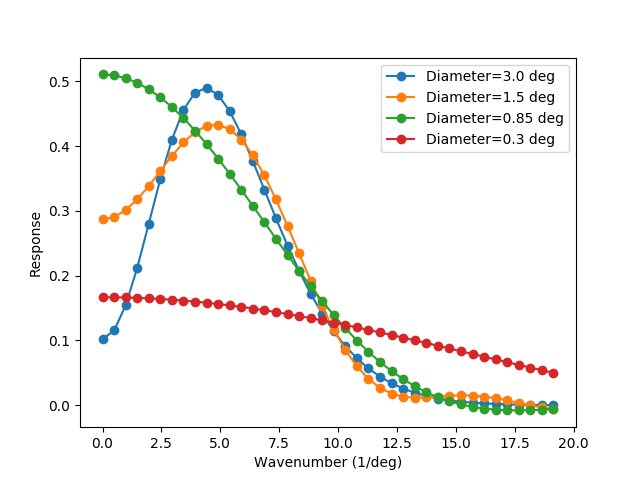 Diameter=3.0 deg
Diameter=1.5 deg
Diameter=0.85 deg
Diameter=0.3 deg
0.5
0.4
0.3
0.2
0.1
0.0
Response
0.0 2.5 5.0 7.5 10.0 12.5 15.0 17.5 20.0
Wavenumber (1/deg)